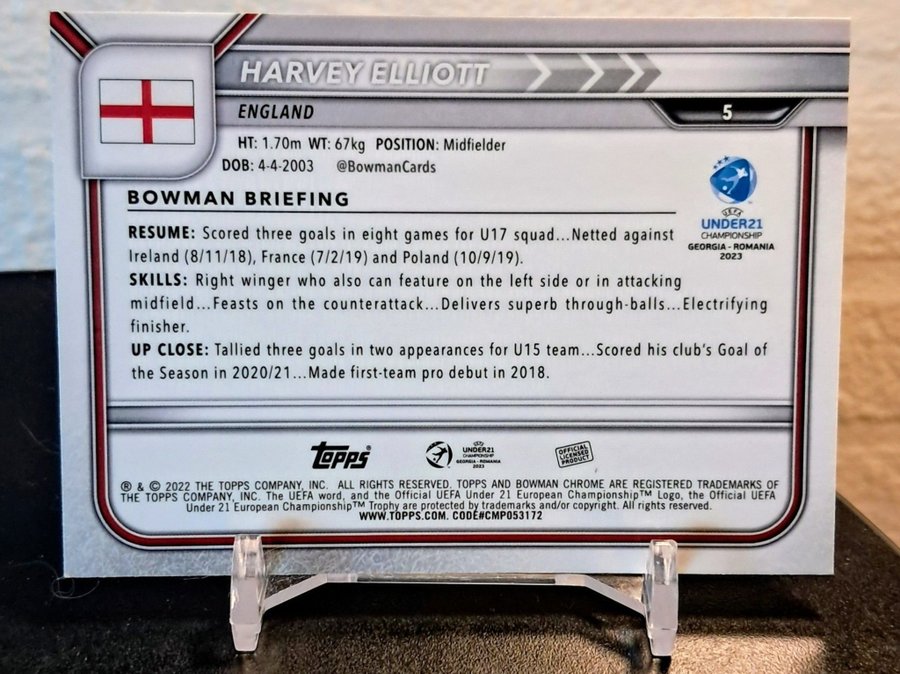 HARVEY ELLIOTT
ENGLAND
5
HT: 1.70m WT: 67kg POSITION: Midfielder
DOB: 4-4-2003 @BowmanCards
BOWMAN BRIEFING
RESUME: Scored three goals in eight games for U17 squad...Netted against
Ireland (8/11/18), France (7/2/19) and Poland (10/9/19).
SKILLS: Right winger who also can feature on the left side or in attacking
midfield...Feasts on the counterattack...Delivers superb through-balls...Electrifying
finisher.
UP CLOSE: Tallied three goals in two appearances for U15 team...Scored his club's Goal of
the Season in 2020/21...Made first-team pro debut in 2018.
UEFA
UNDER21
CHAMPIONSHIP
GEORGIA - ROMANIA
2023
topps®
UEFA
UNDER21
CHAMPIONSHIP
GEORGIA - ROMANIA
2023
OFFICIAL
LICENSED
PRODUCT
® & © 2022 THE TOPPS COMPANY, INC. ALL RIGHTS RESERVED. TOPPS AND BOWMAN CHROME ARE REGISTERED TRADEMARKS OF
THE TOPPS COMPANY, INC. The UEFA word, and the Official UEFA Under 21 European Championship™ Logo, the Official UEFA
Under 21 European Championship™ Trophy are protected by trademarks and/or copyright. All rights reserved.
WWW.TOPPS.COM. CODE#CMP053172